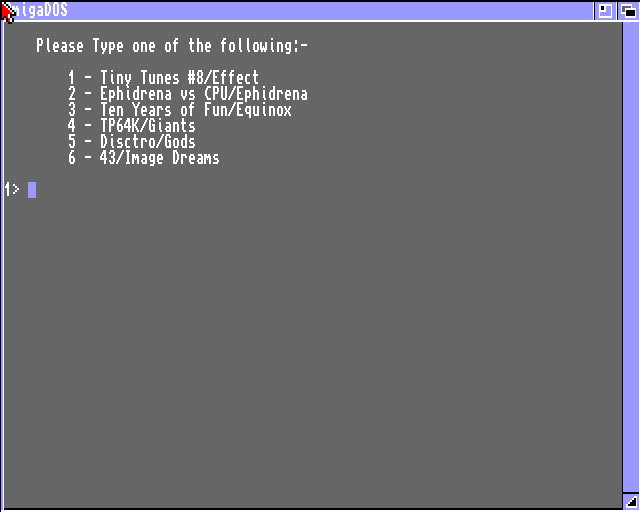 migaDOS
Please Type one of the following:-
1 - Tiny Tunes #8/Effect
2 - Ephidrena vs CPU/Ephidrena
3 - Ten Years of Fun/Equinox
4 - TP64K/Giants
5 - Disctro/Gods
6 - 43/Image Dreams
1>